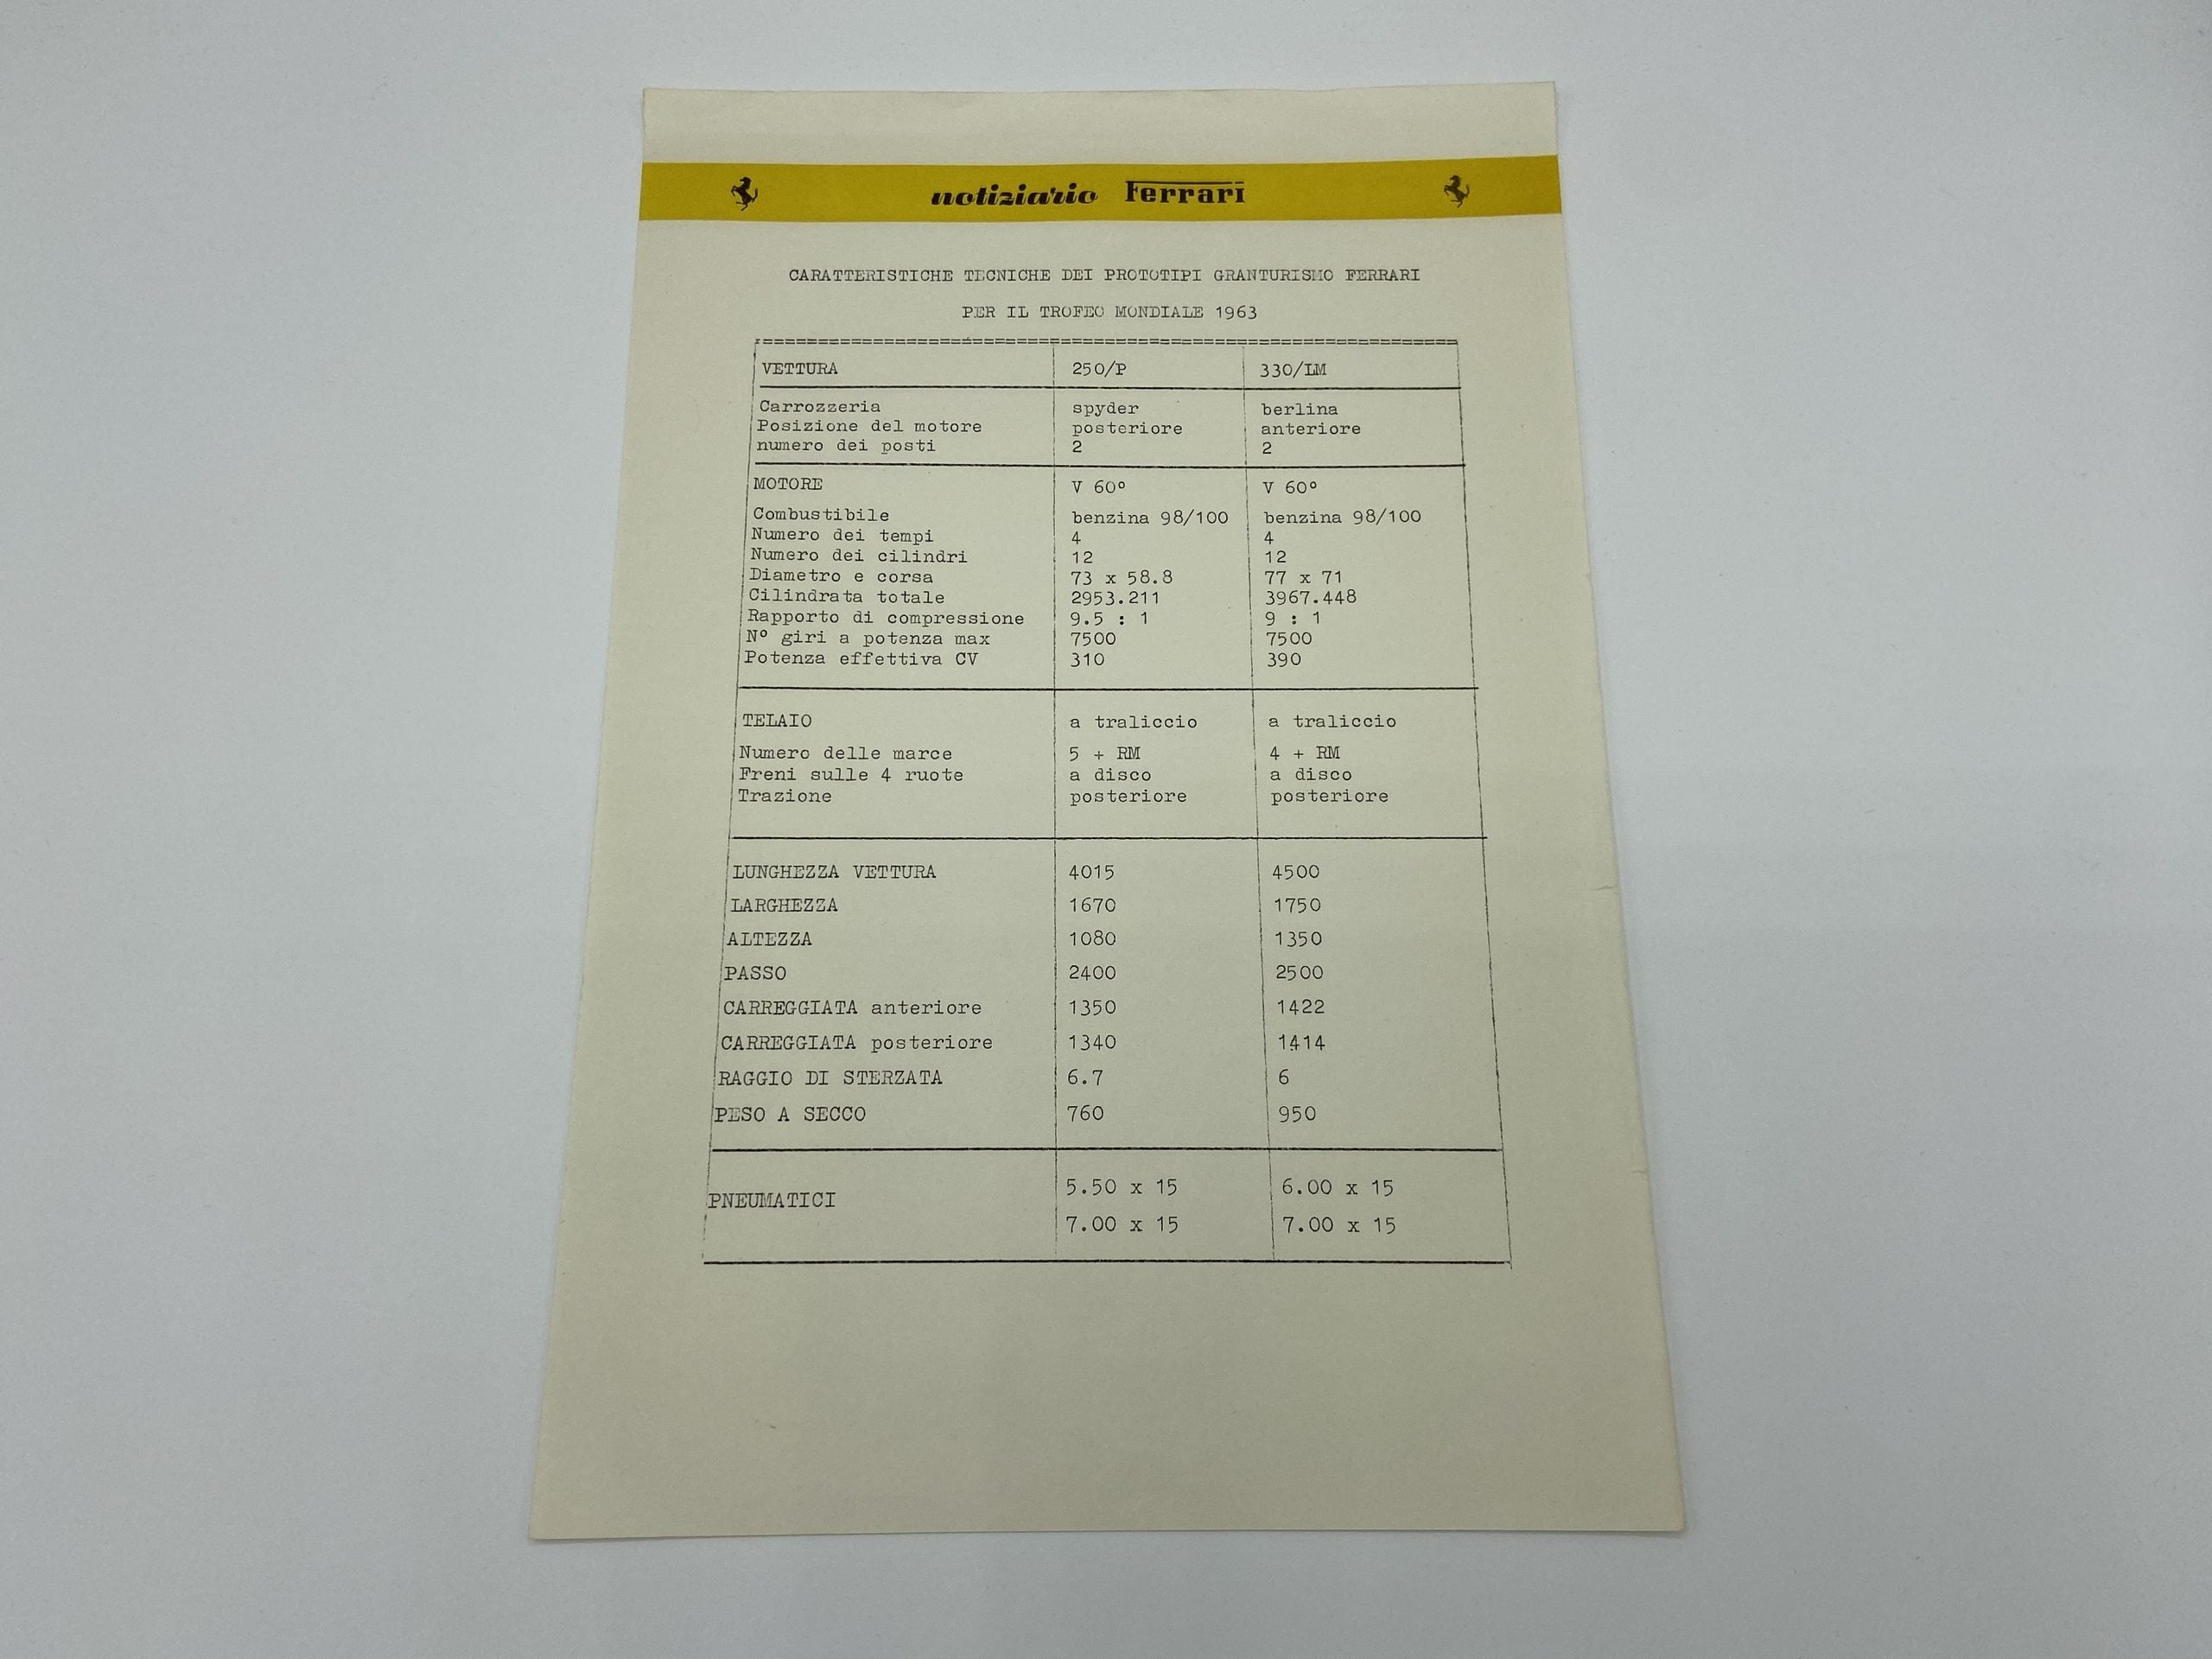 notiziario Ferrari
CARATTERISTICHE TECNICHE DEI PROTOTIPI GRANTURISMO FERRARI
PER IL TROFEO MONDIALE 1963
VETTURA 250/P 330/LM
Carrozzeria spyder berlina
Posizione del motore posteriore anteriore
numero dei posti 2 2
MOTORE V 60° V 60°
Combustibile benzina 98/100 benzina 98/100
Numero dei tempi 4 4
Numero dei cilindri 12 12
Diametro e corsa 73 x 58.8 77 x 71
Cilindrata totale 2953.211 3967.448
Rapporto di compressione 9.5 : 1 9 : 1
N° giri a potenza max 7500 7500
Potenza effettiva CV 310 390
TELAIO a traliccio a traliccio
Numero delle marce 5 + RM 4 + RM
Freni sulle 4 ruote a disco a disco
Trazione posteriore posteriore
LUNGHEZZA VETTURA 4015 4500
LARGHEZZA 1670 1750
ALTEZZA 1080 1350
PASSO 2400 2500
CARREGGIATA anteriore 1350 1422
CARREGGIATA posteriore 1340 1414
RAGGIO DI STERZATA 6.7 6
PESO A SECCO 760 950
PNEUMATICI 5.50 x 15 6.00 x 15
7.00 x 15 7.00 x 15